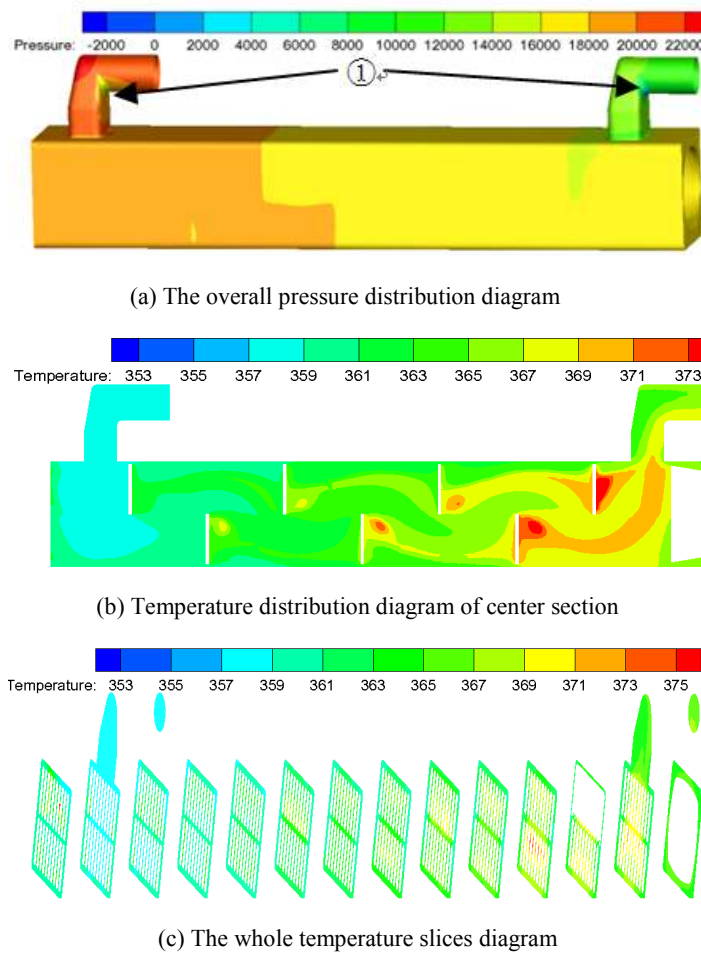 Pressure: -2000 0 2000 4000 6000 8000 10000 12000 14000 16000 18000 20000 22000
①
(a) The overall pressure distribution diagram
Temperature: 353 355 357 359 361 363 365 367 369 371 373
(b) Temperature distribution diagram of center section
Temperature: 353 355 357 359 361 363 365 367 369 371 373 375
(c) The whole temperature slices diagram